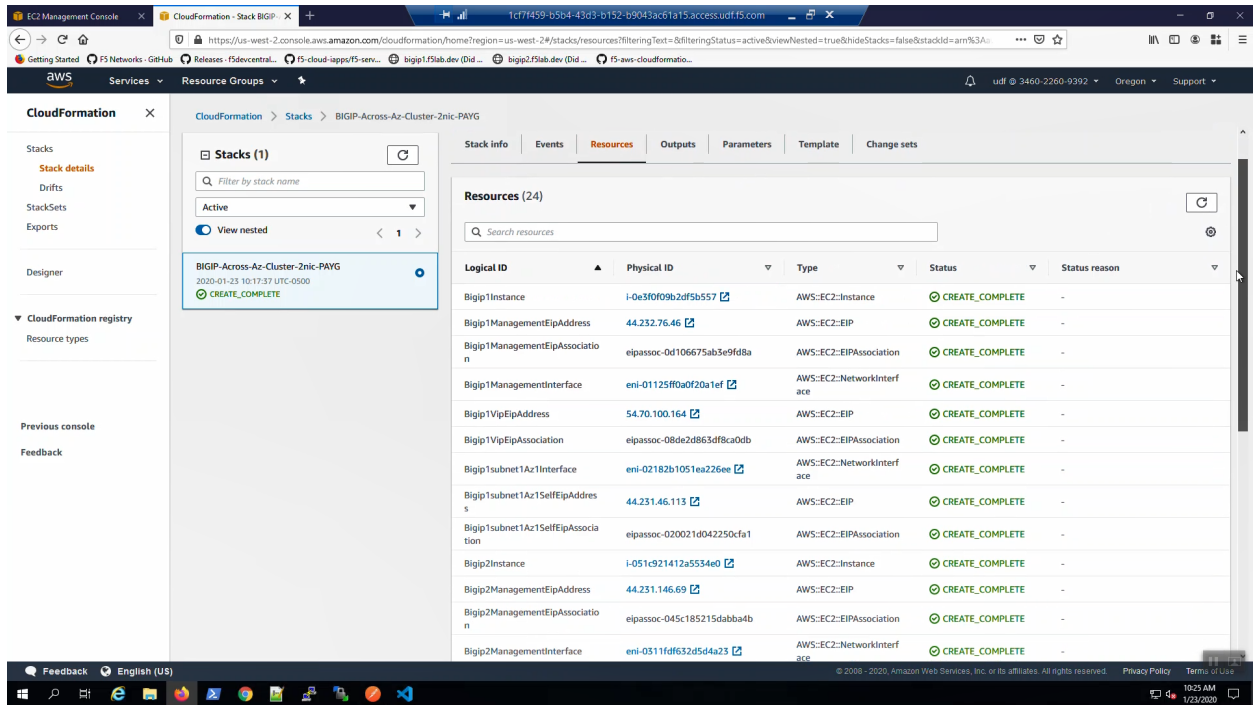 EC2 Management Console
CloudFormation - Stack BIGIP-
1cf7f459-b5b4-43d3-b152-b9043ac61a15.access.udf.f5.com
https://us-west-2.console.aws.amazon.com/cloudformation/home?region=us-west-2#/stacks/resources?filteringText=&filteringStatus=active&viewNested=true&hideStacks=false&stackId=arn%3A
Getting Started F5 Networks - GitHub Releases · f5devcentral... f5-cloud-iapps/f5-serv... bigip1.f5lab.dev (Did ... bigip2.f5lab.dev (Did ... f5-aws-cloudformatio...
aws Services Resource Groups udf @ 3460-2260-9392 Oregon Support
CloudFormation
CloudFormation > Stacks > BIGIP-Across-Az-Cluster-2nic-PAYG
Stacks
Stack details
Drifts
StackSets
Exports
Designer
CloudFormation registry
Resource types
Previous console
Feedback
Stacks (1)
Filter by stack name
Active
View nested
< 1 >
BIGIP-Across-Az-Cluster-2nic-PAYG
2020-01-23 10:17:37 UTC-0500
CREATE_COMPLETE
Stack info Events Resources Outputs Parameters Template Change sets
Resources (24)
Search resources
Logical ID Physical ID Type Status Status reason
Bigip1Instance i-0e3f0f09b2df5b557 AWS::EC2::Instance CREATE_COMPLETE -
Bigip1ManagementEipAddress 44.232.76.46 AWS::EC2::EIP CREATE_COMPLETE -
Bigip1ManagementEipAssociatio
n eipassoc-0d106675ab3e9fd8a AWS::EC2::EIPAssociation CREATE_COMPLETE -
Bigip1ManagementInterface eni-01125ff0a0f20a1ef AWS::EC2::NetworkInterf
ace CREATE_COMPLETE -
Bigip1VipEipAddress 54.70.100.164 AWS::EC2::EIP CREATE_COMPLETE -
Bigip1VipEipAssociation eipassoc-08de2d863df8ca0db AWS::EC2::EIPAssociation CREATE_COMPLETE -
Bigip1subnet1Az1Interface eni-02182b1051ea226ee AWS::EC2::NetworkInterf
ace CREATE_COMPLETE -
Bigip1subnet1Az1SelfEipAddres
s 44.231.46.113 AWS::EC2::EIP CREATE_COMPLETE -
Bigip1subnet1Az1SelfEipAssocia
tion eipassoc-020021d042250cfa1 AWS::EC2::EIPAssociation CREATE_COMPLETE -
Bigip2Instance i-051c921412a5534e0 AWS::EC2::Instance CREATE_COMPLETE -
Bigip2ManagementEipAddress 44.231.146.69 AWS::EC2::EIP CREATE_COMPLETE -
Bigip2ManagementEipAssociatio
n eipassoc-045c185215dabba4b AWS::EC2::EIPAssociation CREATE_COMPLETE -
Bigip2ManagementInterface eni-0311fdf632d5d4a23 AWS::EC2::NetworkInterf
ace CREATE_COMPLETE -
Feedback English (US) © 2008 - 2020, Amazon Web Services, Inc. or its affiliates. All rights reserved. Privacy Policy Terms of Use
10:25 AM
1/23/2020